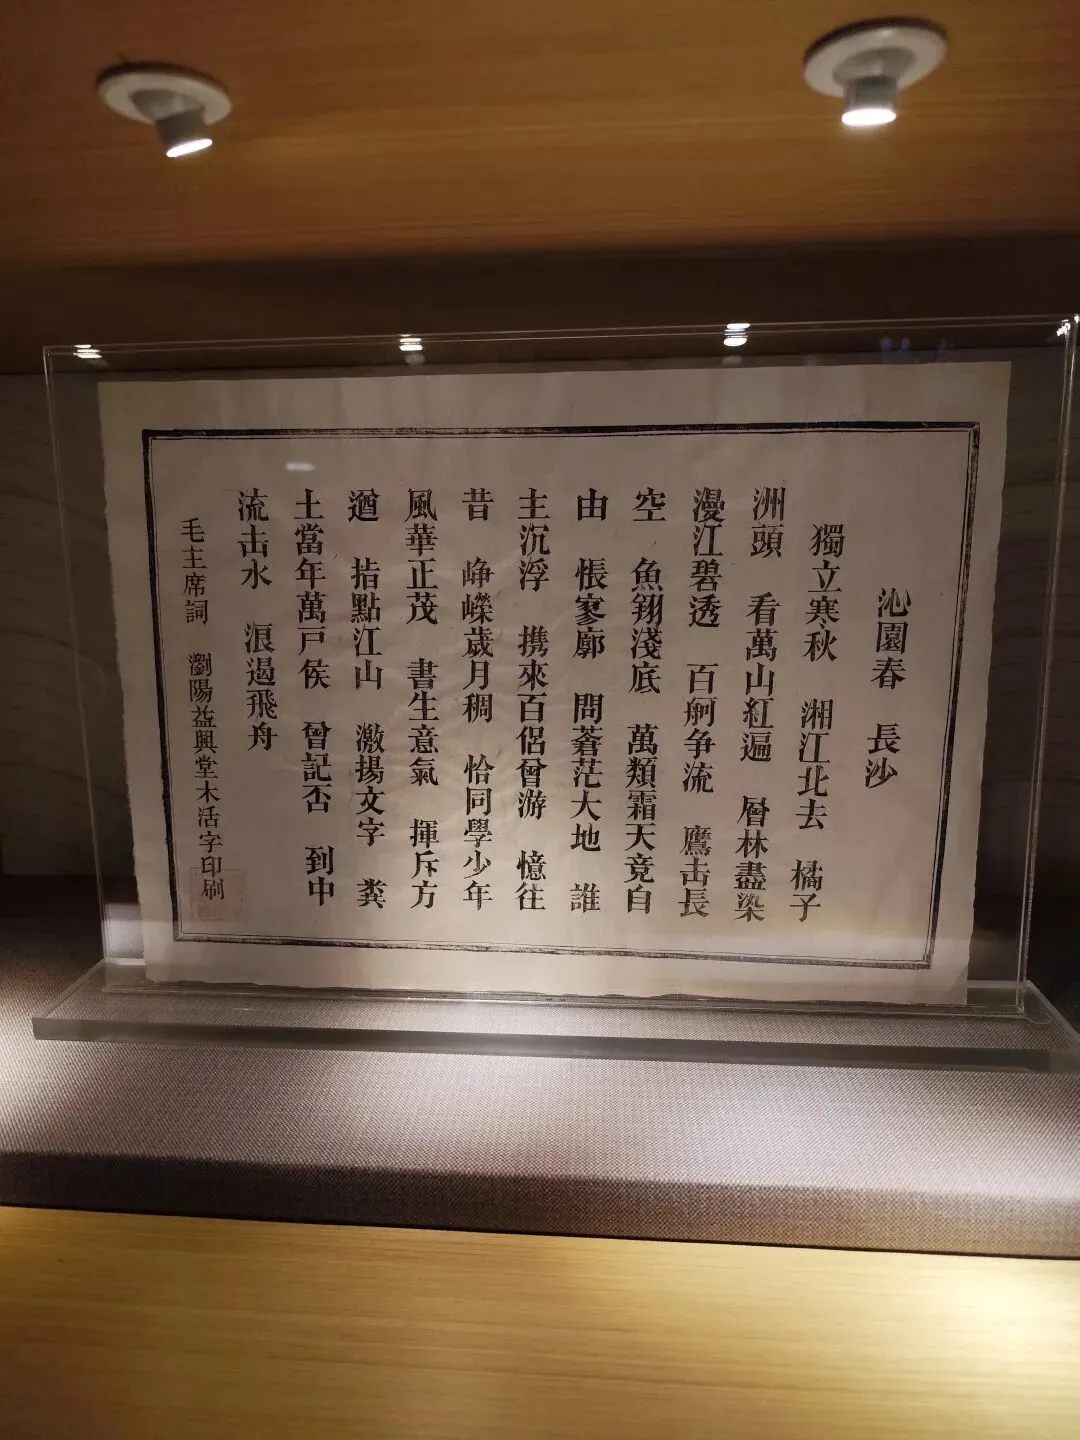 沁園春　長沙
獨立寒秋　湘江北去　橘子
洲頭　看萬山紅遍　層林盡染
漫江碧透　百舸争流　鷹击長
空　魚翔淺底　萬類霜天竞自
由　悵寥廓　問蒼茫大地　誰
主沉浮　携來百侣曾游　憶往
昔　峥嶸歲月稠　恰同學少年
風華正茂　書生意氣　揮斥方
遒　指點江山　激揚文字　粪
土當年萬戸侯　曾記否　到中
流击水　浪遏飛舟
毛主席詞　瀏陽益興堂木活字印刷